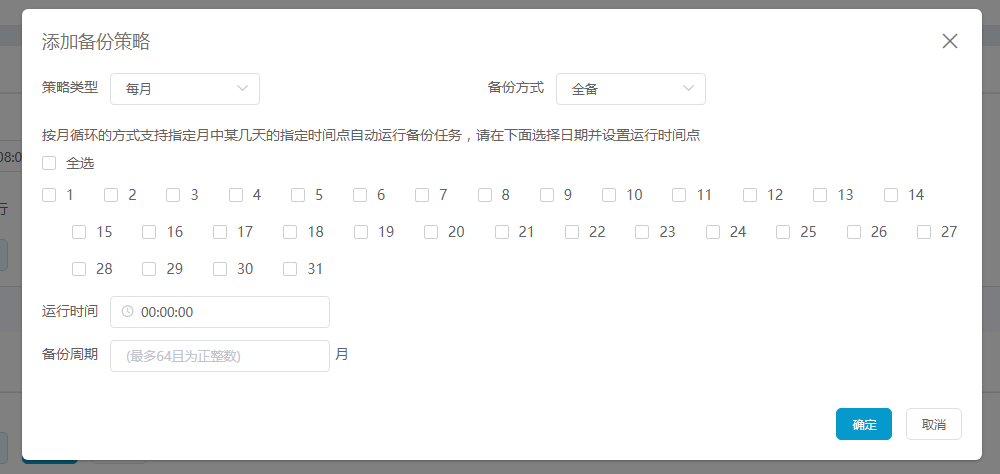 添加备份策略
策略类型 每月 备份方式 全备
按月循环的方式支持指定月中某几天的指定时间点自动运行备份任务，请在下面选择日期并设置运行时间点
全选
1 2 3 4 5 6 7 8 9 10 11 12 13 14
15 16 17 18 19 20 21 22 23 24 25 26 27
28 29 30 31
运行时间 00:00:00
备份周期 (最多64且为正整数) 月
确定 取消
08:0
行